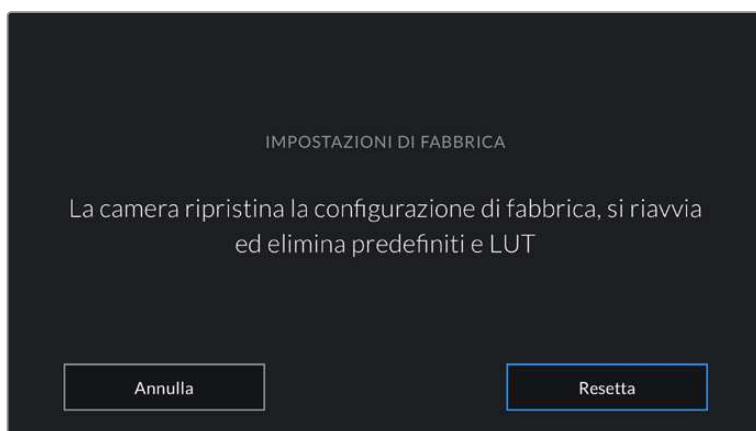 IMPOSTAZIONI DI FABBRICA
La camera ripristina la configurazione di fabbrica, si riavvia
ed elimina predefiniti e LUT
Annulla
Resetta